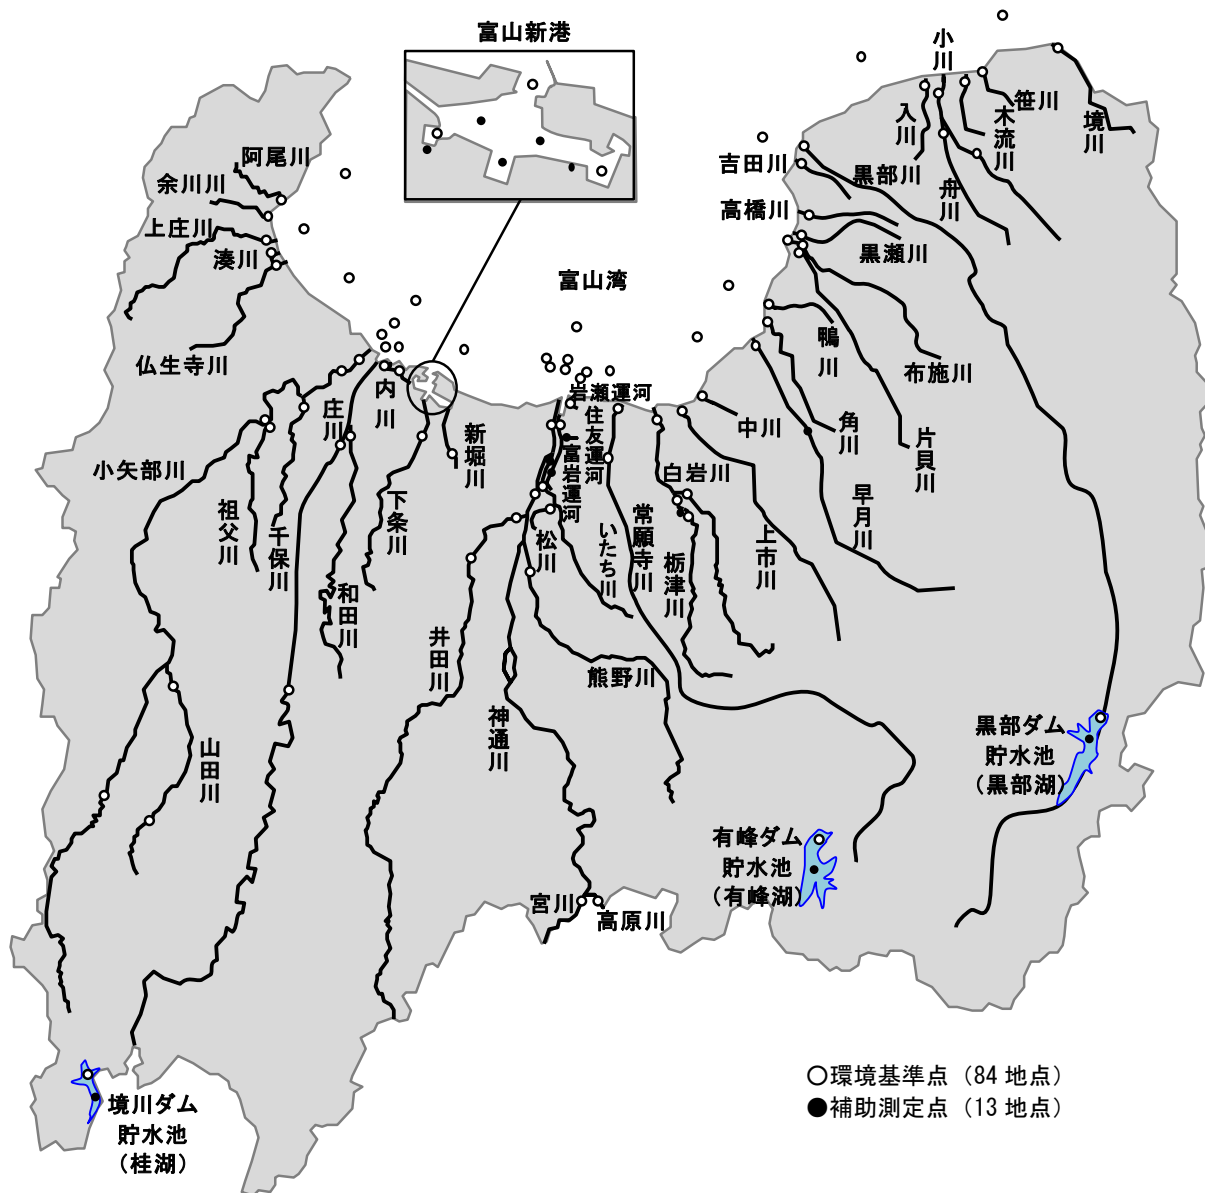 富山新港
小川
笹川
入川
木流川
境川
阿尾川
吉田川
黒部川
余川川
舟川
高橋川
上庄川
黒瀬川
湊川
富山湾
鴨川
仏生寺川
布施川
内川
岩瀬運河
庄川
住友運河
中川
角川
新堀川
片貝川
小矢部川
富岩運河
白岩川
早月川
祖父川
千保川
下条川
松川
いたち川
常願寺川
栃津川
上市川
和田川
井田川
熊野川
神通川
山田川
黒部ダム
貯水池
（黒部湖）
有峰ダム
貯水池
（有峰湖）
宮川
高原川
○環境基準点（84 地点）
●補助測定点（13 地点）
境川ダム
貯水池
（桂湖）